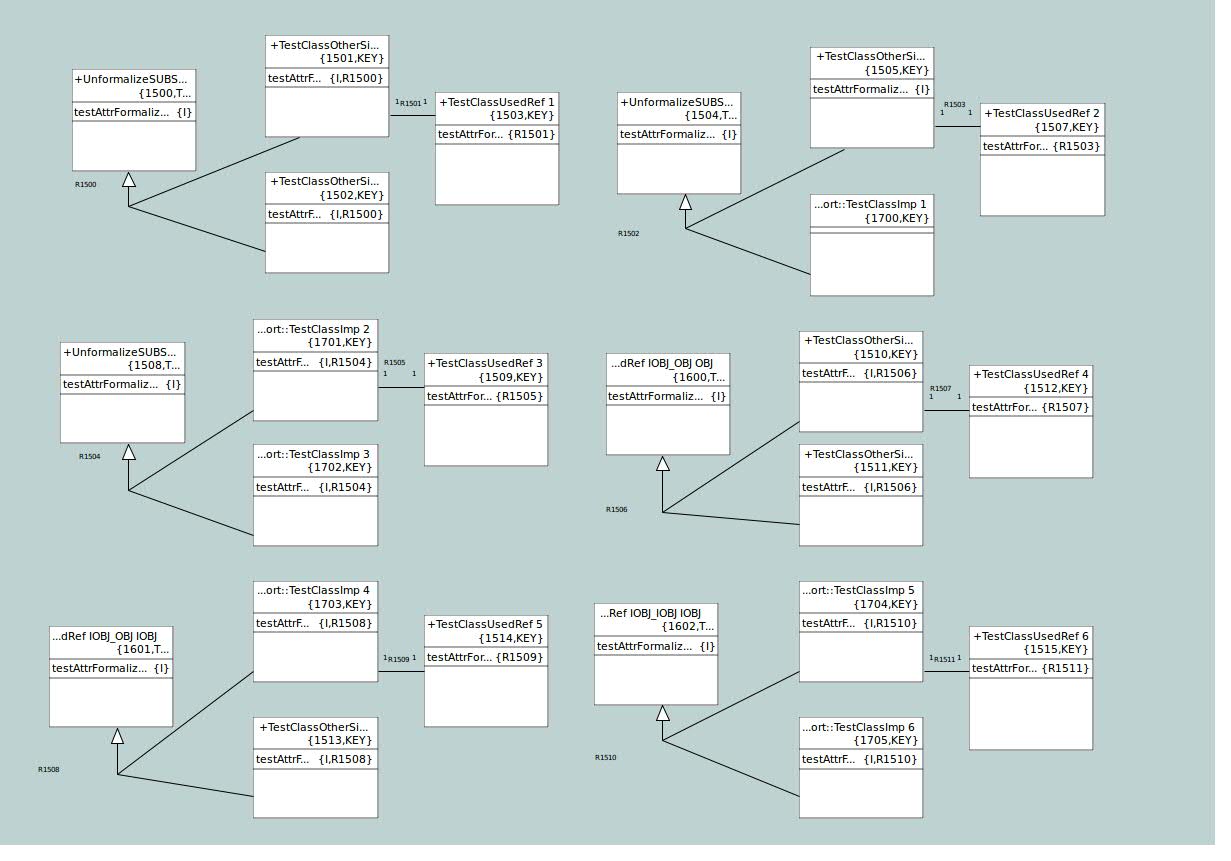 +UnformalizeSUBS...
{1500,T...
testAttrFormaliz... {I}
R1500
+TestClassOtherSi...
{1501,KEY}
testAttrF... {I,R1500}
1 R1501 1
+TestClassUsedRef 1
{1503,KEY}
testAttrFor... {R1501}
+TestClassOtherSi...
{1502,KEY}
testAttrF... {I,R1500}
+UnformalizeSUBS...
{1504,T...
testAttrFormaliz... {I}
R1502
+TestClassOtherSi...
{1505,KEY}
testAttrFormaliz... {I}
R1503
1 1
+TestClassUsedRef 2
{1507,KEY}
testAttrFor... {R1503}
...ort::TestClassImp 1
{1700,KEY}
+UnformalizeSUBS...
{1508,T...
testAttrFormaliz... {I}
R1504
...ort::TestClassImp 2
{1701,KEY}
testAttrF... {I,R1504}
R1505
1 1
+TestClassUsedRef 3
{1509,KEY}
testAttrFor... {R1505}
...ort::TestClassImp 3
{1702,KEY}
testAttrF... {I,R1504}
...dRef IOBJ_OBJ OBJ
{1600,T...
testAttrFormaliz... {I}
R1506
+TestClassOtherSi...
{1510,KEY}
testAttrF... {I,R1506}
R1507
1 1
+TestClassUsedRef 4
{1512,KEY}
testAttrFor... {R1507}
+TestClassOtherSi...
{1511,KEY}
testAttrF... {I,R1506}
...dRef IOBJ_OBJ IOBJ
{1601,T...
testAttrFormaliz... {I}
R1508
...ort::TestClassImp 4
{1703,KEY}
testAttrF... {I,R1508}
1 R1509 1
+TestClassUsedRef 5
{1514,KEY}
testAttrFor... {R1509}
+TestClassOtherSi...
{1513,KEY}
testAttrF... {I,R1508}
...Ref IOBJ_IOBJ IOBJ
{1602,T...
testAttrFormaliz... {I}
R1510
...ort::TestClassImp 5
{1704,KEY}
testAttrF... {I,R1510}
1 R1511 1
+TestClassUsedRef 6
{1515,KEY}
testAttrFor... {R1511}
...ort::TestClassImp 6
{1705,KEY}
testAttrF... {I,R1510}